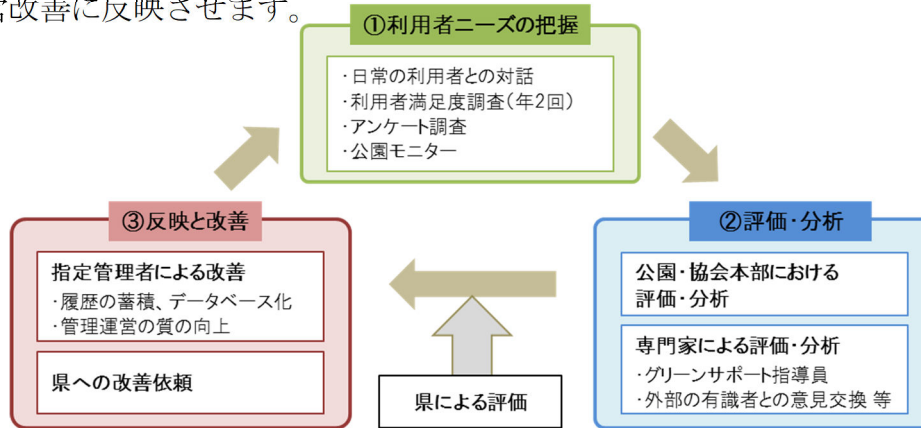 営改善に反映させます。
①利用者ニーズの把握
・日常の利用者との対話
・利用者満足度調査（年2回）
・アンケート調査
・公園モニター
②評価・分析
公園・協会本部における
評価・分析
専門家による評価・分析
・グリーンサポート指導員
・外部の有識者との意見交換 等
③反映と改善
指定管理者による改善
・履歴の蓄積、データベース化
・管理運営の質の向上
県への改善依頼
県による評価